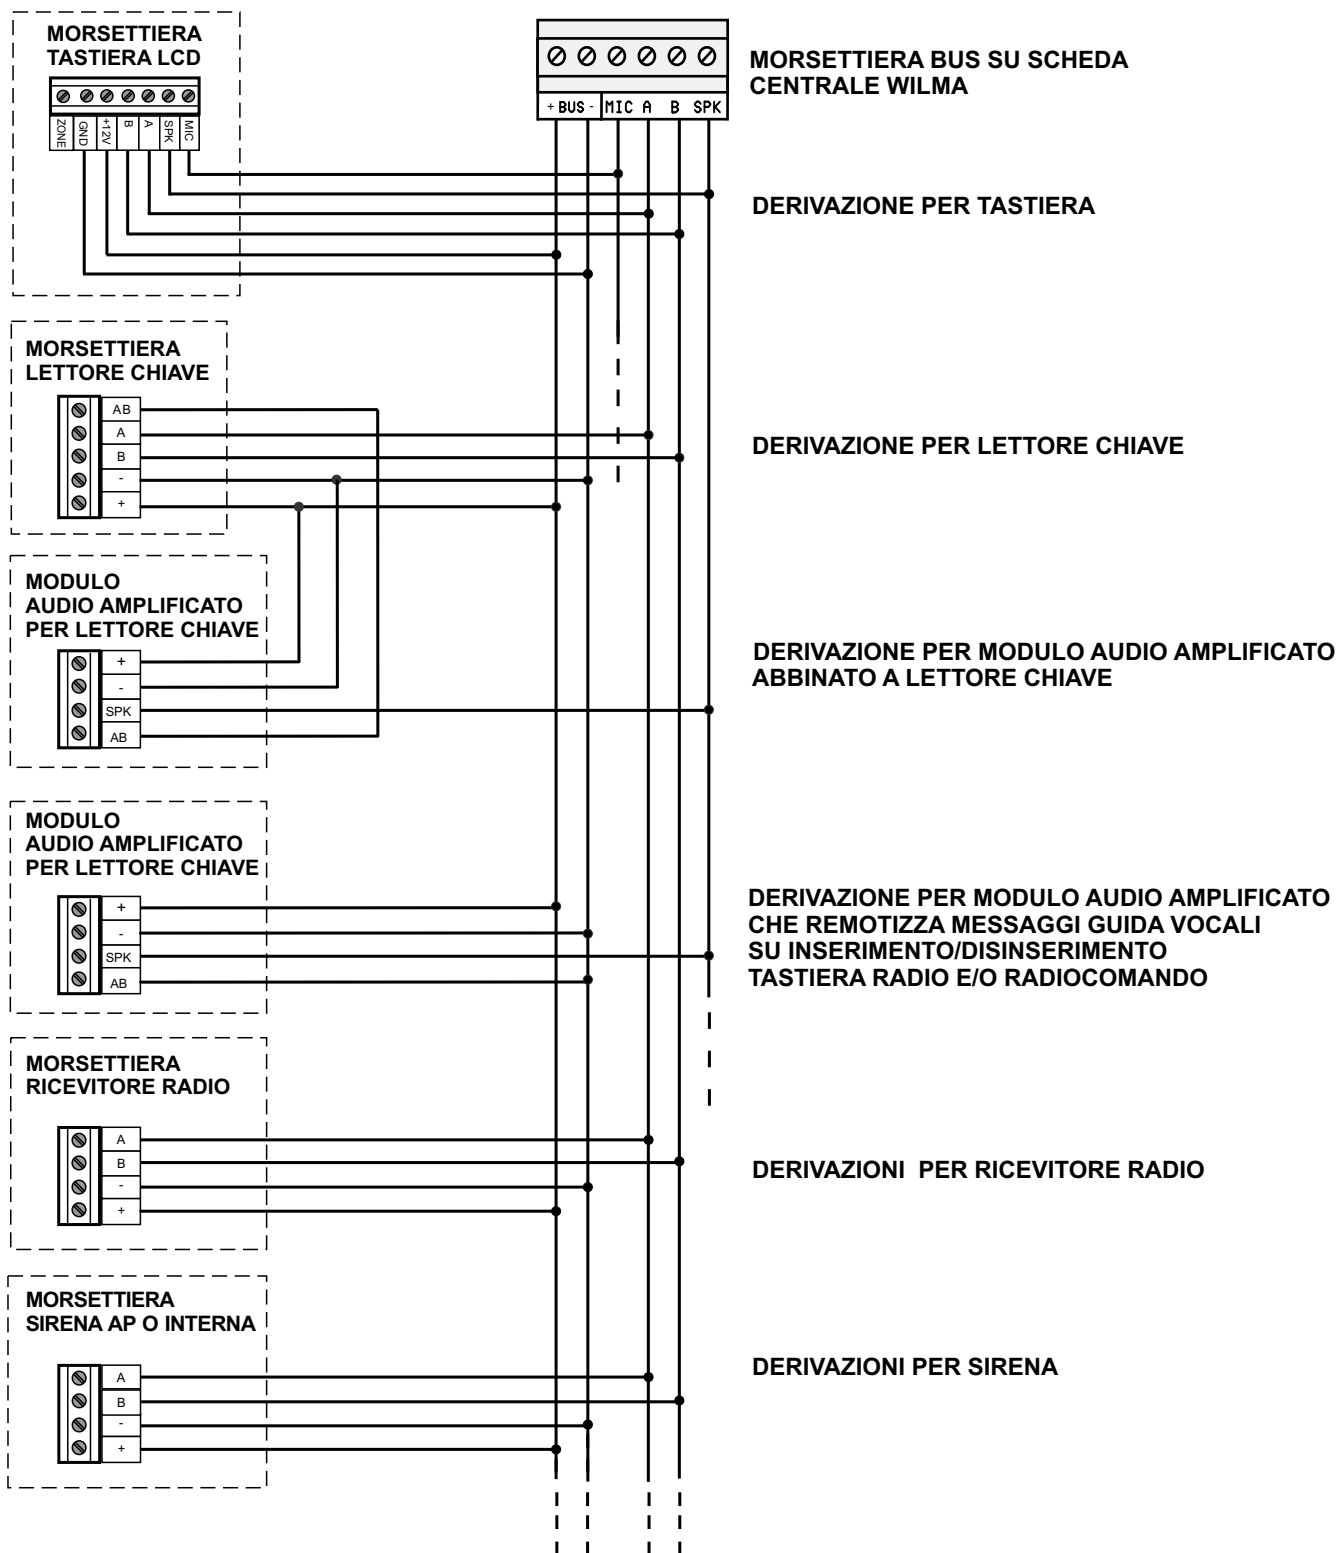 MORSETTIERA
TASTIERA LCD
ZONE GND +12V B A SPK MIC
+ BUS - MIC A B SPK
MORSETTIERA BUS SU SCHEDA
CENTRALE WILMA
DERIVAZIONE PER TASTIERA
MORSETTIERA
LETTORE CHIAVE
AB
A
B
-
+
DERIVAZIONE PER LETTORE CHIAVE
MODULO
AUDIO AMPLIFICATO
PER LETTORE CHIAVE
+
-
SPK
AB
DERIVAZIONE PER MODULO AUDIO AMPLIFICATO
ABBINATO A LETTORE CHIAVE
MODULO
AUDIO AMPLIFICATO
PER LETTORE CHIAVE
+
-
SPK
AB
DERIVAZIONE PER MODULO AUDIO AMPLIFICATO
CHE REMOTIZZA MESSAGGI GUIDA VOCALI
SU INSERIMENTO/DISINSERIMENTO
TASTIERA RADIO E/O RADIOCOMANDO
MORSETTIERA
RICEVITORE RADIO
A
B
-
+
DERIVAZIONI PER RICEVITORE RADIO
MORSETTIERA
SIRENA AP O INTERNA
A
B
-
+
DERIVAZIONI PER SIRENA